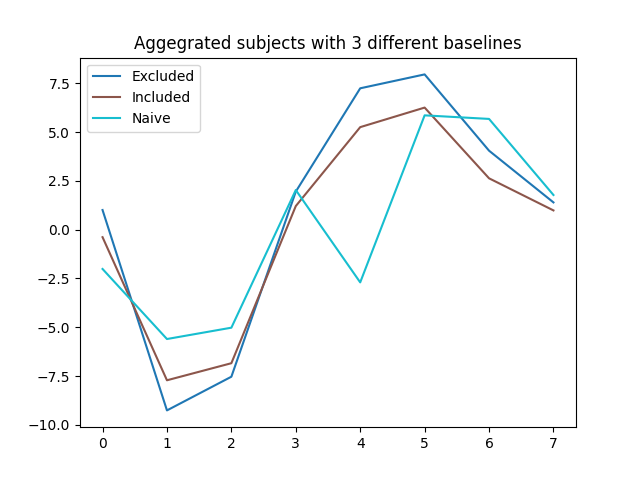 Aggegrated subjects with 3 different baselines
Excluded
Included
Naive
7.5
5.0
2.5
0.0
−2.5
−5.0
−7.5
−10.0
0 1 2 3 4 5 6 7